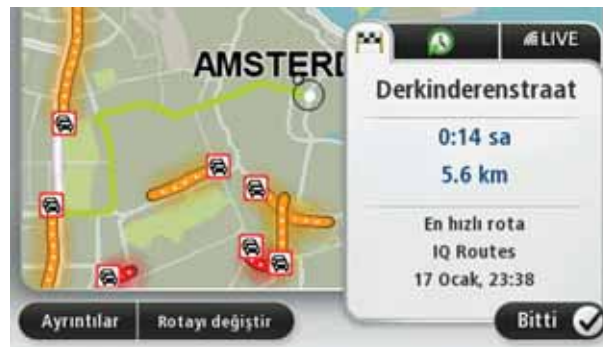 AMSTERD
LIVE
Derkinderenstraat
0:14 sa
5.6 km
En hızlı rota
IQ Routes
17 Ocak, 23:38
Ayrıntılar
Rotayı değiştir
Bitti